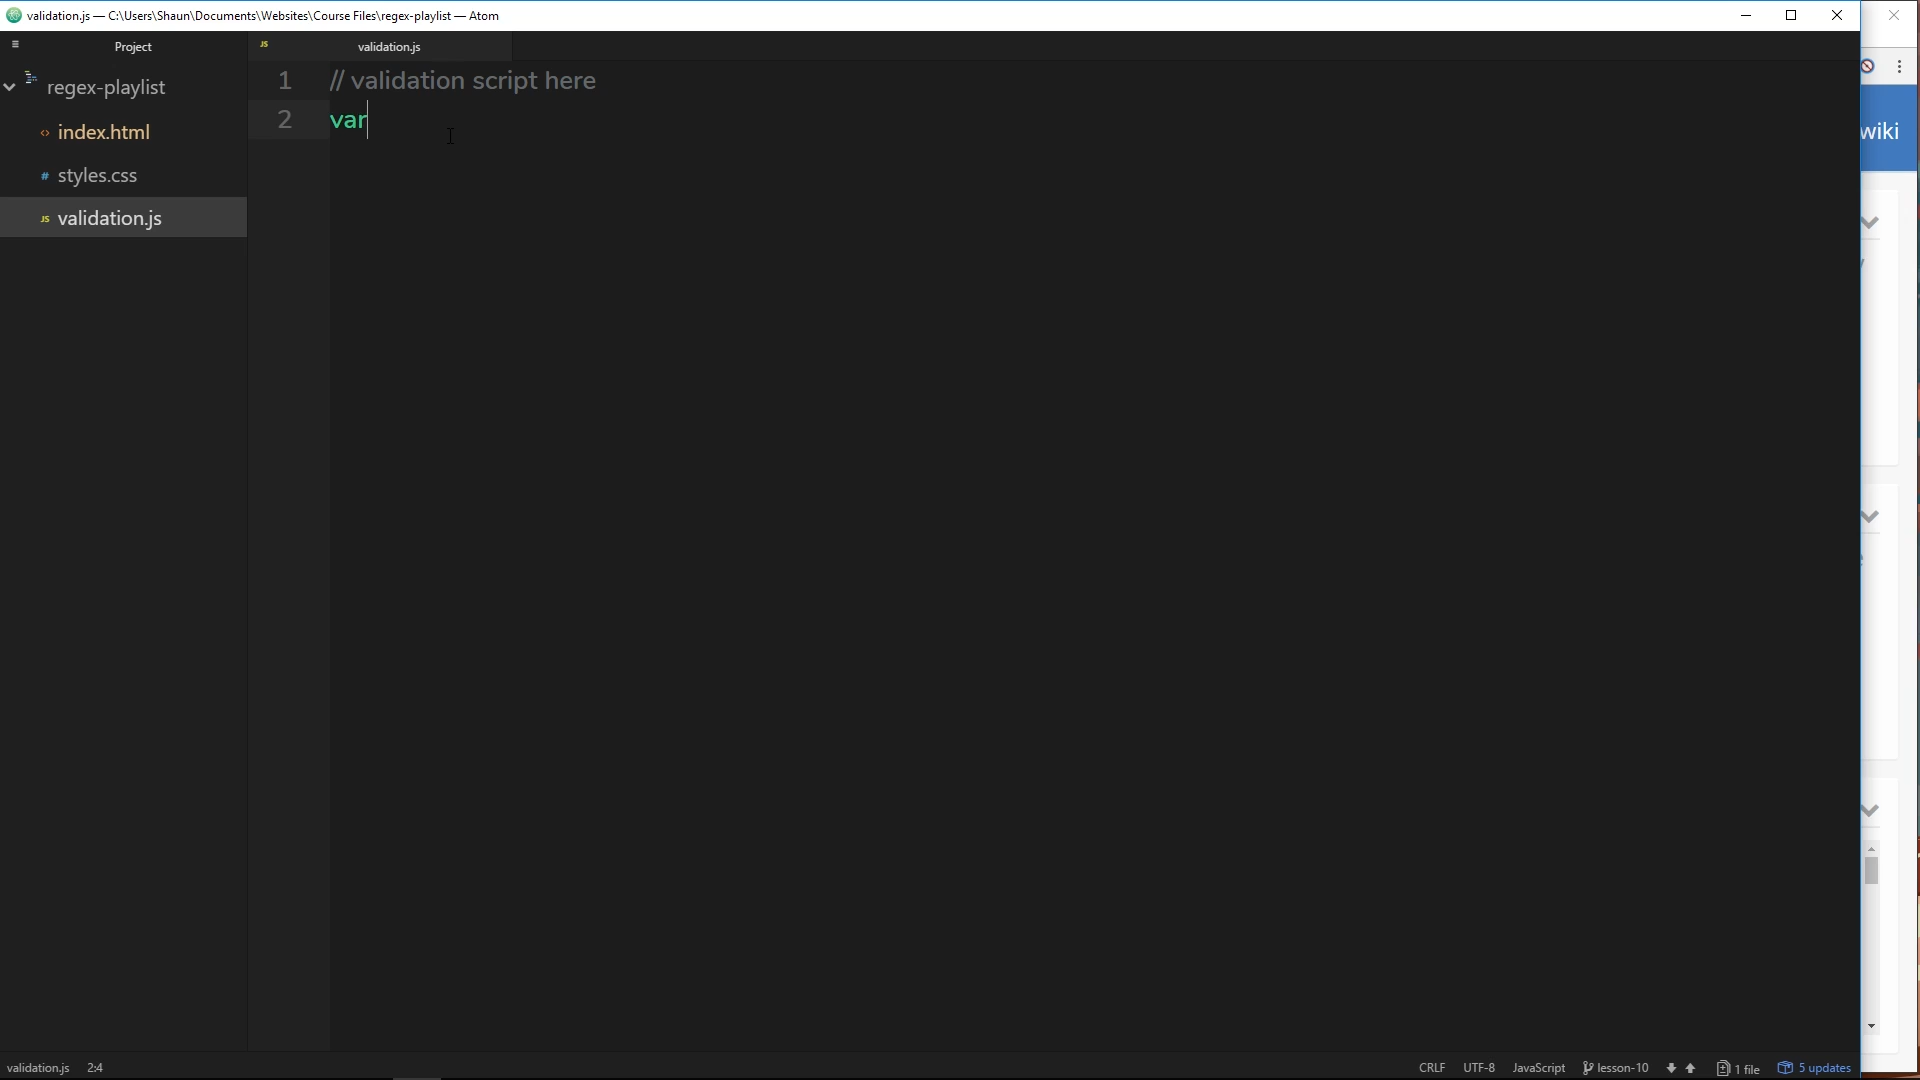 validation.js — C:\Users\Shaun\Documents\Websites\Course Files\regex-playlist — Atom
Project
JS validation.js
regex-playlist
<> index.html
# styles.css
JS validation.js
1 // validation script here
2 var
wiki
validation.js 2:4
CRLF UTF-8 JavaScript lesson-10 1 file 5 updates